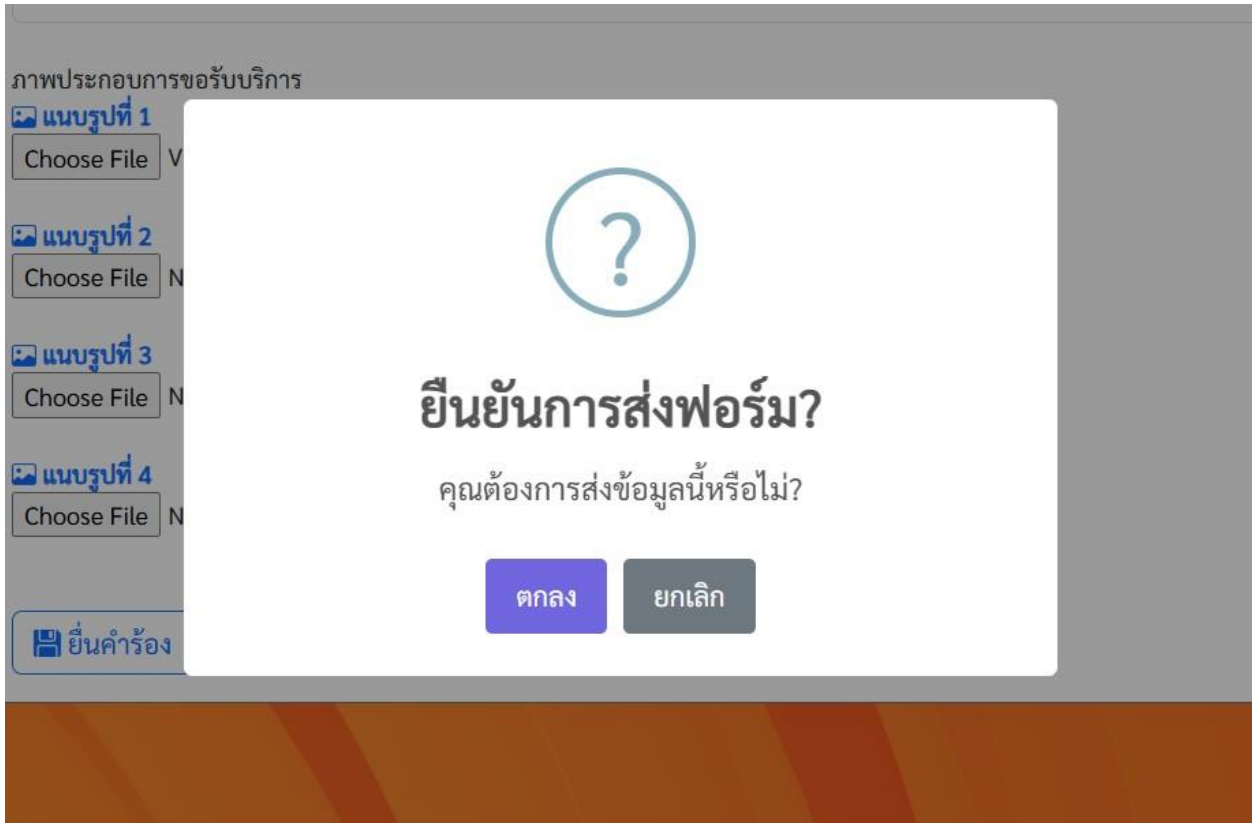 ภาพประกอบการขอรับบริการ
แนบรูปที่ 1
Choose File V
แนบรูปที่ 2
Choose File N
แนบรูปที่ 3
Choose File N
แนบรูปที่ 4
Choose File N
ยื่นคำร้อง
?
ยืนยันการส่งฟอร์ม?
คุณต้องการส่งข้อมูลนี้หรือไม่?
ตกลง ยกเลิก